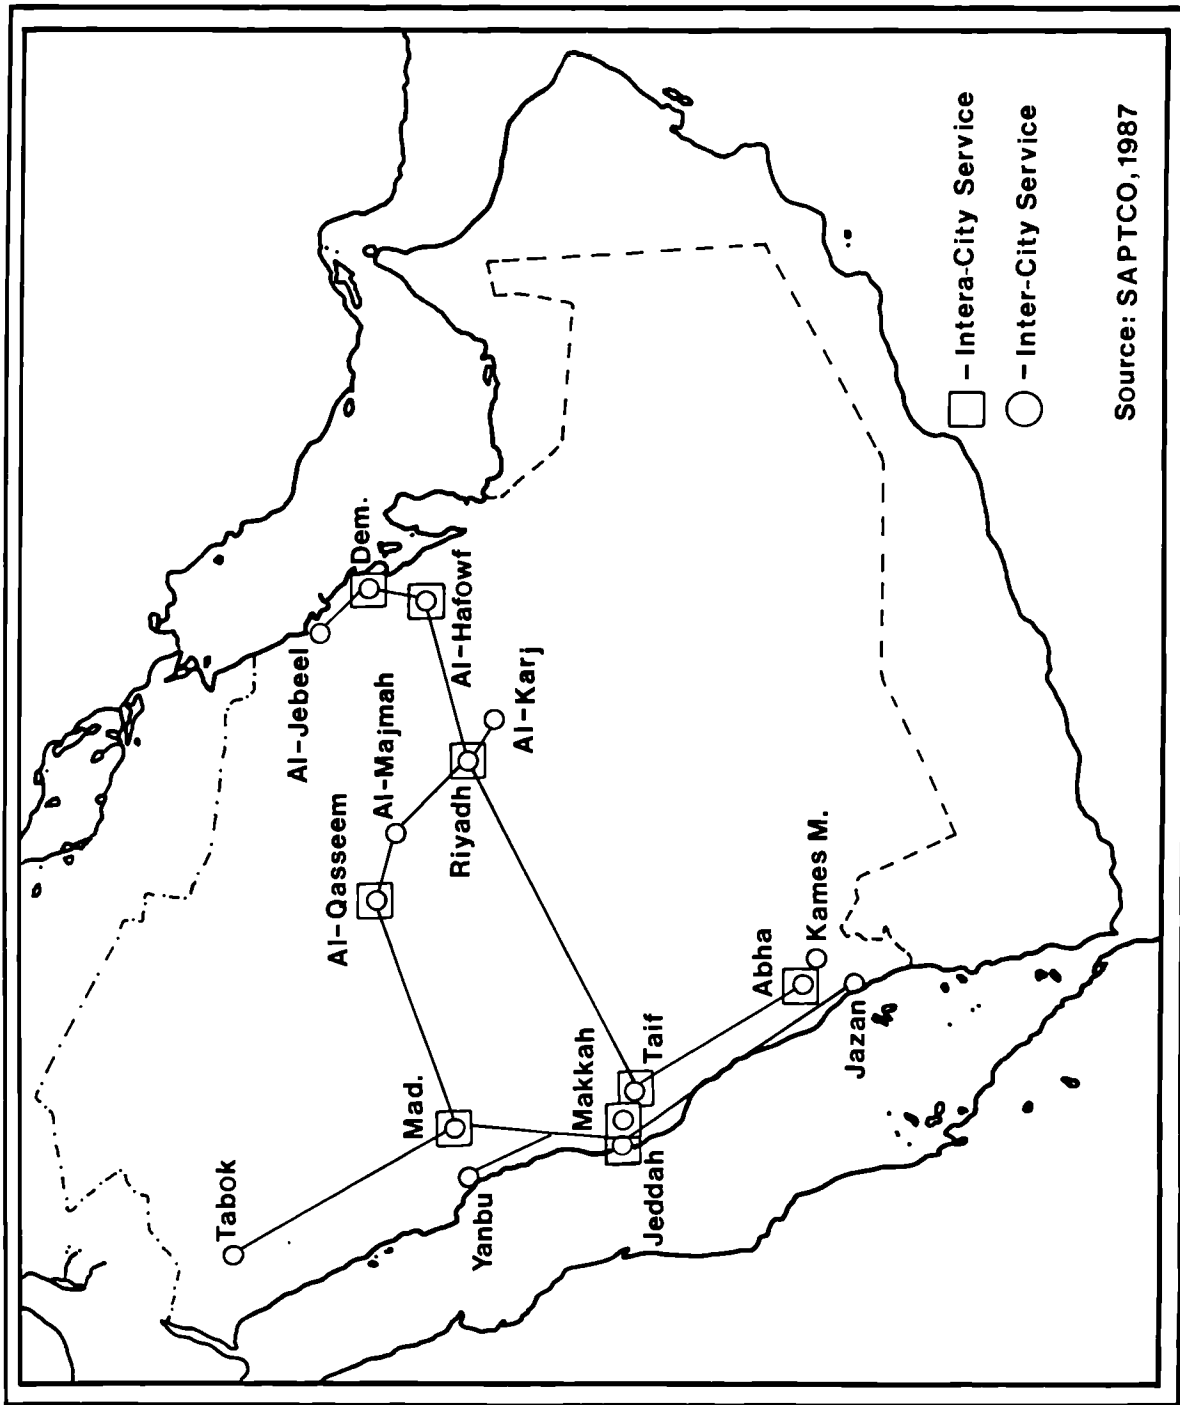 Tabok
Mad.
Yanbu
Jeddah
Makkah
Taif
Abha
Kames M.
Jazan
Al-Qasseem
Al-Majmah
Riyadh
Al-Karj
Al-Hafowf
Dem.
Al-Jebeel
- Intera-City Service
- Inter-City Service
Source: SAPTCO, 1987